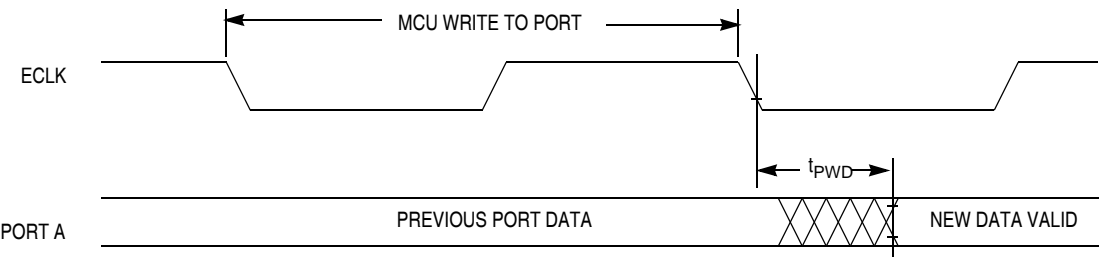 MCU WRITE TO PORT
ECLK
tPWD
PORT A
PREVIOUS PORT DATA
NEW DATA VALID